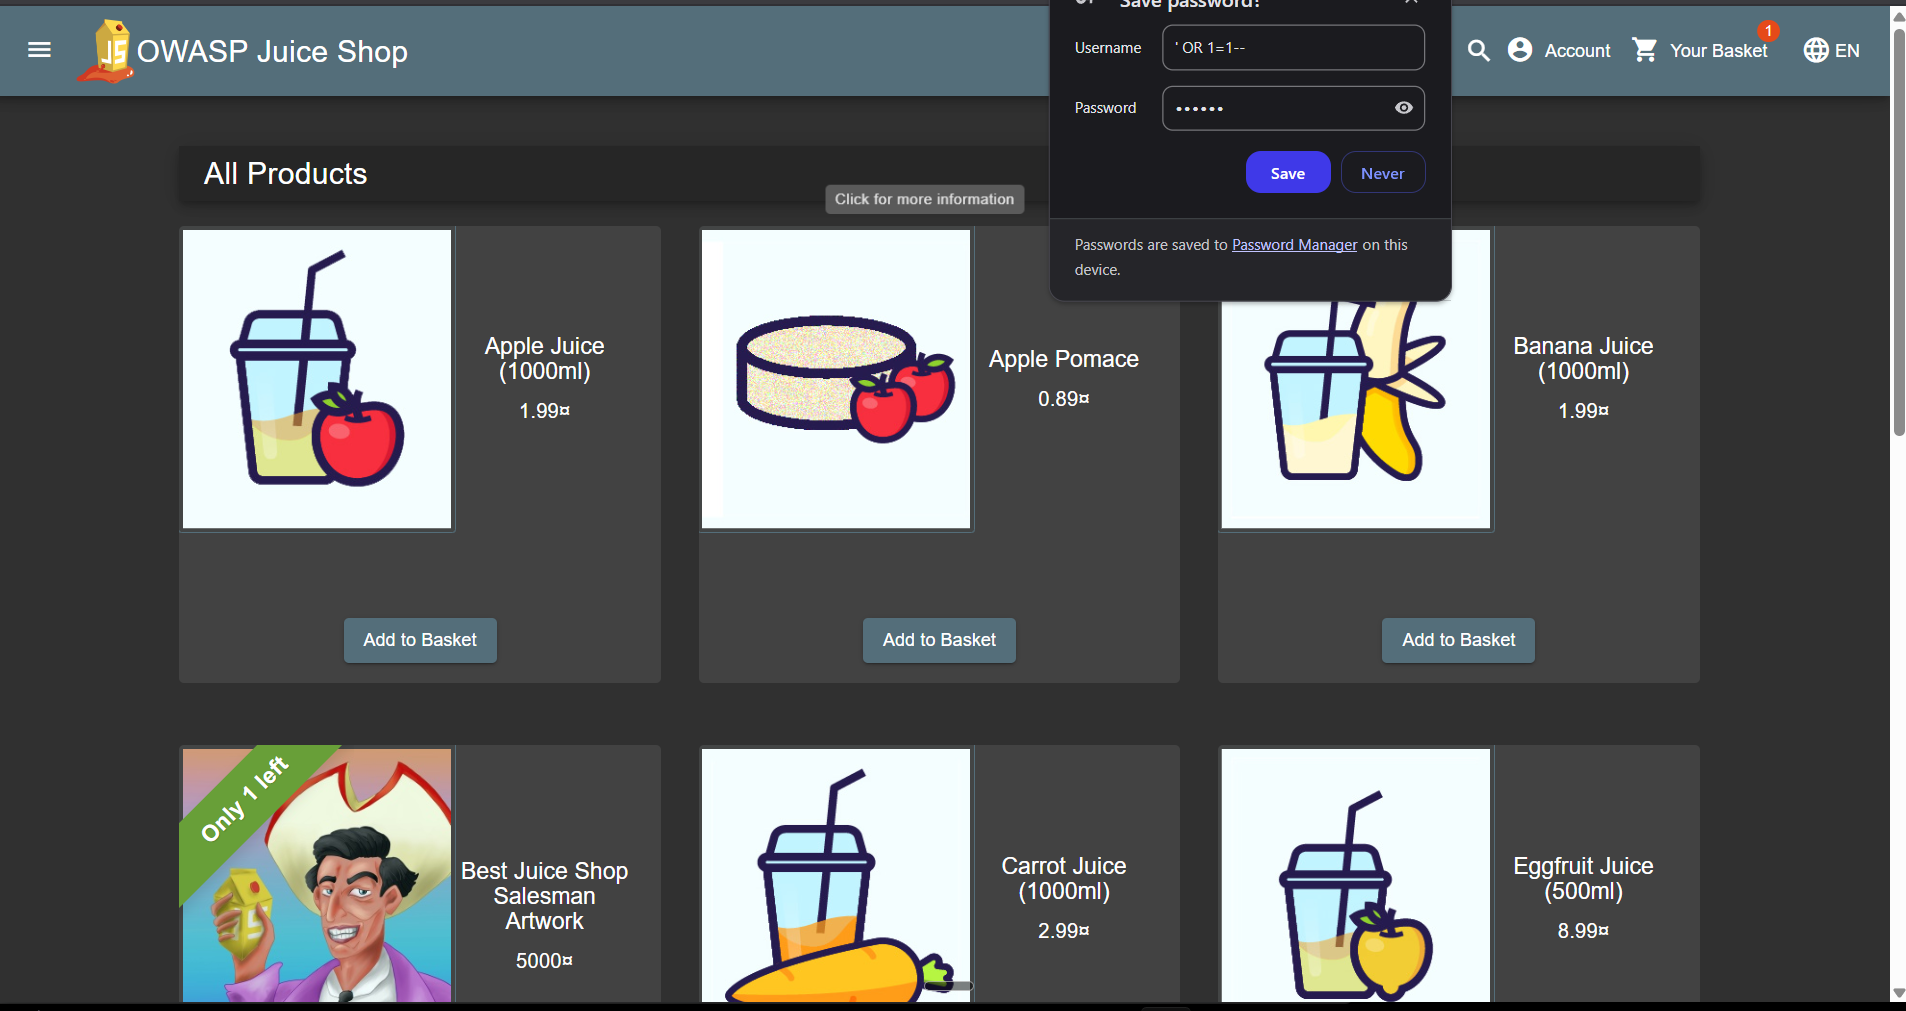 Save password?
Username
' OR 1=1--
Password
••••••
Save
Never
Passwords are saved to Password Manager on this
device.
JS
OWASP Juice Shop
Account
1
Your Basket
EN
All Products
Click for more information
Apple Juice
(1000ml)
1.99¤
Add to Basket
Apple Pomace
0.89¤
Add to Basket
Banana Juice
(1000ml)
1.99¤
Add to Basket
Only 1 left
Best Juice Shop
Salesman
Artwork
5000¤
Carrot Juice
(1000ml)
2.99¤
Eggfruit Juice
(500ml)
8.99¤